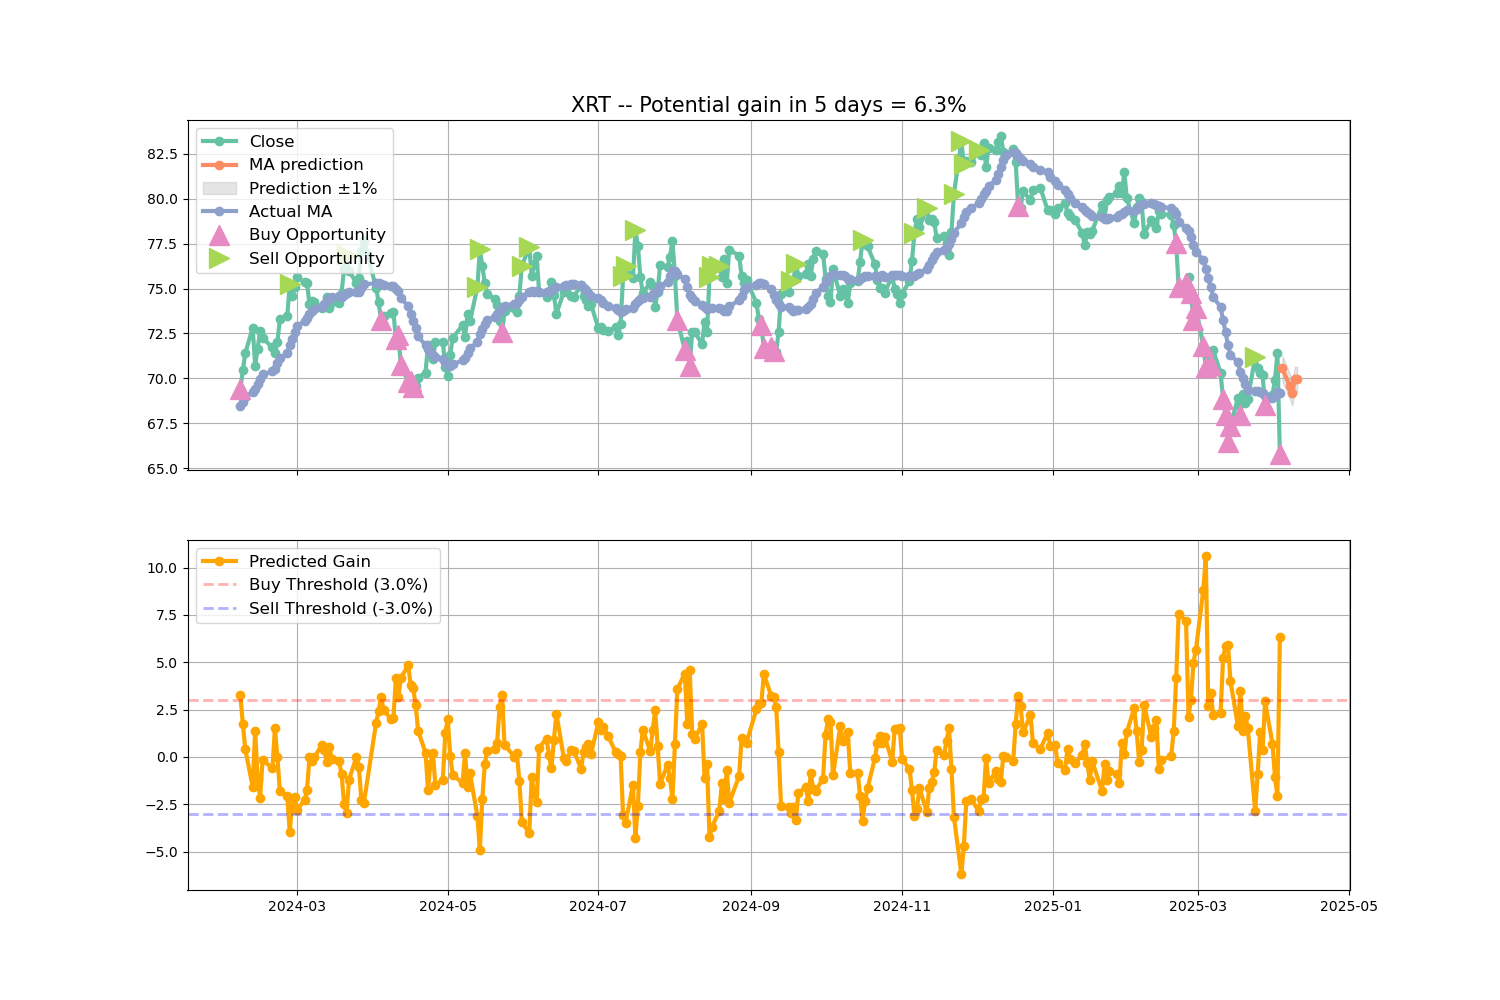 XRT -- Potential gain in 5 days = 6.3%
82.5
80.0
77.5
75.0
72.5
70.0
67.5
65.0
Close
MA prediction
Prediction ±1%
Actual MA
Buy Opportunity
Sell Opportunity
10.0
7.5
5.0
2.5
0.0
−2.5
−5.0
Predicted Gain
Buy Threshold (3.0%)
Sell Threshold (-3.0%)
2024-03
2024-05
2024-07
2024-09
2024-11
2025-01
2025-03
2025-05